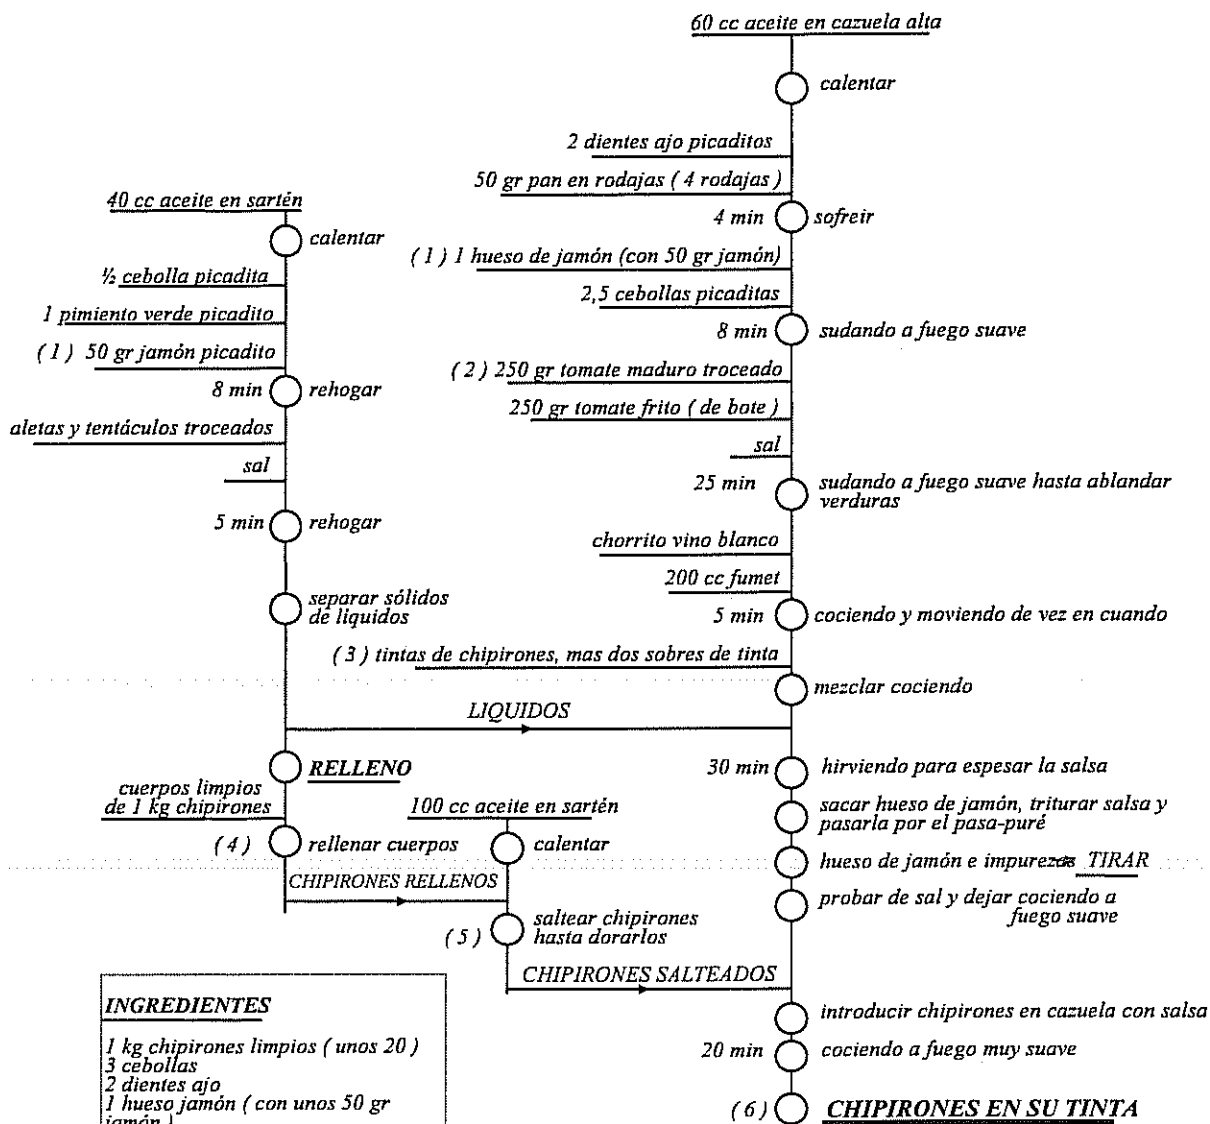 60 cc aceite en cazuela alta
calentar
2 dientes ajo picaditos
50 gr pan en rodajas ( 4 rodajas )
4 min sofreir
( 1 ) 1 hueso de jamón (con 50 gr jamón)
2,5 cebollas picaditas
8 min sudando a fuego suave
( 2 ) 250 gr tomate maduro troceado
250 gr tomate frito ( de bote )
sal
25 min sudando a fuego suave hasta ablandar
verduras
chorrito vino blanco
200 cc fumet
5 min cociendo y moviendo de vez en cuando
( 3 ) tintas de chipirones, mas dos sobres de tinta
mezclar cociendo
40 cc aceite en sartén
calentar
½ cebolla picadita
1 pimiento verde picadito
( 1 ) 50 gr jamón picadito
8 min rehogar
aletas y tentáculos troceados
sal
5 min rehogar
separar sólidos
de líquidos
LIQUIDOS
RELLENO
cuerpos limpios
de 1 kg chipirones
( 4 ) rellenar cuerpos
CHIPIRONES RELLENOS
100 cc aceite en sartén
calentar
( 5 ) saltear chipirones
hasta dorarlos
CHIPIRONES SALTEADOS
30 min hirviendo para espesar la salsa
sacar hueso de jamón, triturar salsa y
pasarla por el pasa-puré
hueso de jamón e impurezas TIRAR
probar de sal y dejar cociendo a
fuego suave
introducir chipirones en cazuela con salsa
20 min cociendo a fuego muy suave
( 6 ) CHIPIRONES EN SU TINTA
INGREDIENTES
1 kg chipirones limpios ( unos 20 )
3 cebollas
2 dientes ajo
1 hueso jamón ( con unos 50 gr
jamón )